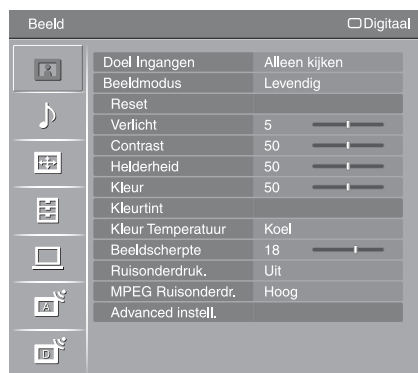 Beeld Digitaal
Doel Ingangen Alleen kijken
Beeldmodus Levendig
Reset
Verlicht 5
Contrast 50
Helderheid 50
Kleur 50
Kleurtint
Kleur Temperatuur Koel
Beeldscherpte 18
Ruisonderdruk. Uit
MPEG Ruisonderdr. Hoog
Advanced instell.
A
D